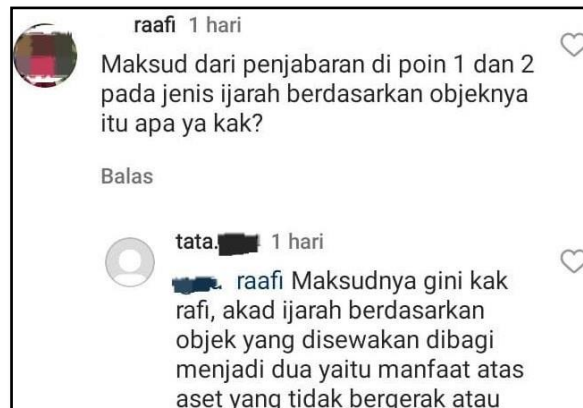 raafi 1 hari
Maksud dari penjabaran di poin 1 dan 2
pada jenis ijarah berdasarkan objeknya
itu apa ya kak?
Balas
tata. 1 hari
raafi Maksudnya gini kak
rafi, akad ijarah berdasarkan
objek yang disewakan dibagi
menjadi dua yaitu manfaat atas
aset yang tidak bergerak atau